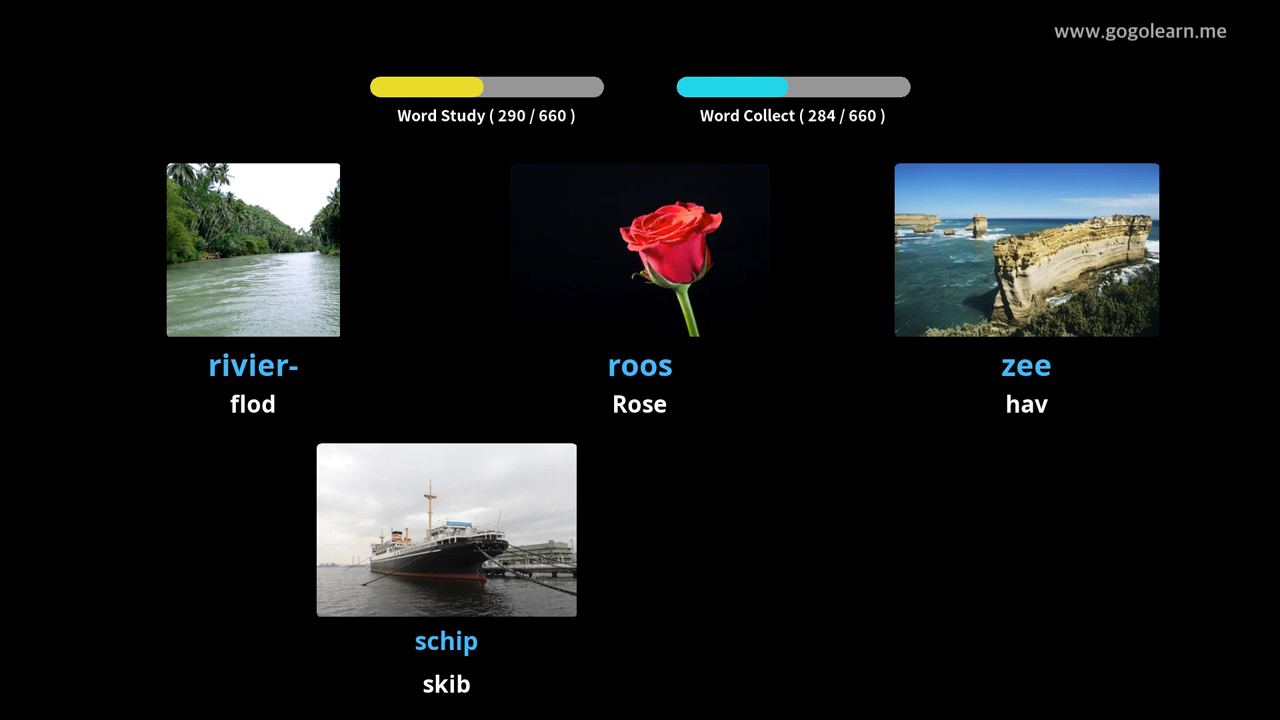 www.gogolearn.me
Word Study ( 290 / 660 )
Word Collect ( 284 / 660 )
rivier-
flod
roos
Rose
zee
hav
schip
skib